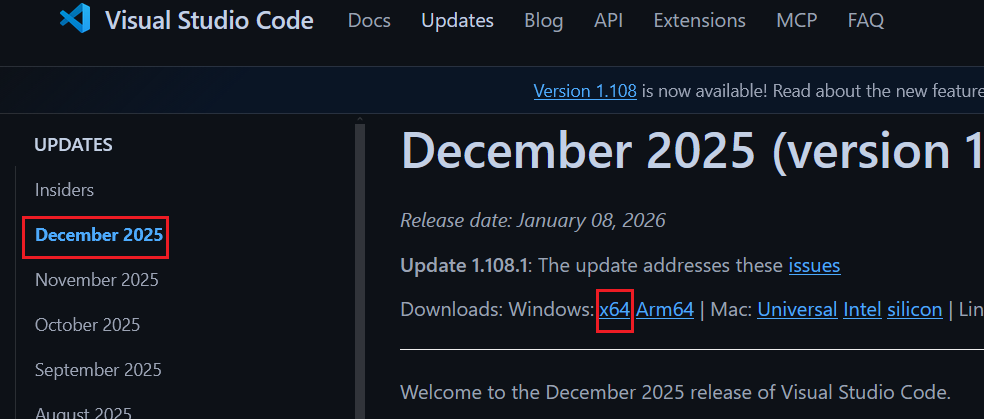 Visual Studio Code Docs Updates Blog API Extensions MCP FAQ
Version 1.108 is now available! Read about the new feature
UPDATES
Insiders
December 2025
November 2025
October 2025
September 2025
August 2025
December 2025 (version 1
Release date: January 08, 2026
Update 1.108.1: The update addresses these issues
Downloads: Windows: x64 Arm64 | Mac: Universal Intel silicon | Lin
Welcome to the December 2025 release of Visual Studio Code.